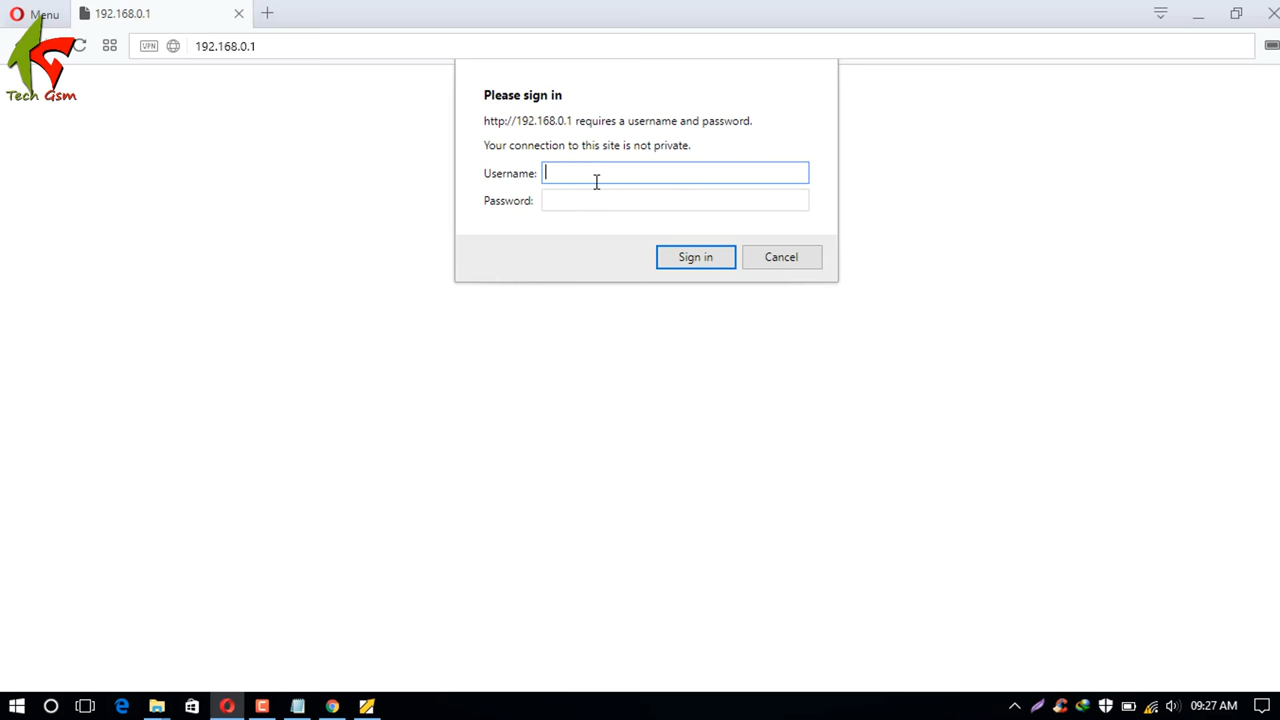 Menu
192.168.0.1
VPN
192.168.0.1
Tech Gsm
Please sign in
http://192.168.0.1 requires a username and password.
Your connection to this site is not private.
Username:
Password:
Sign in
Cancel
09:27 AM